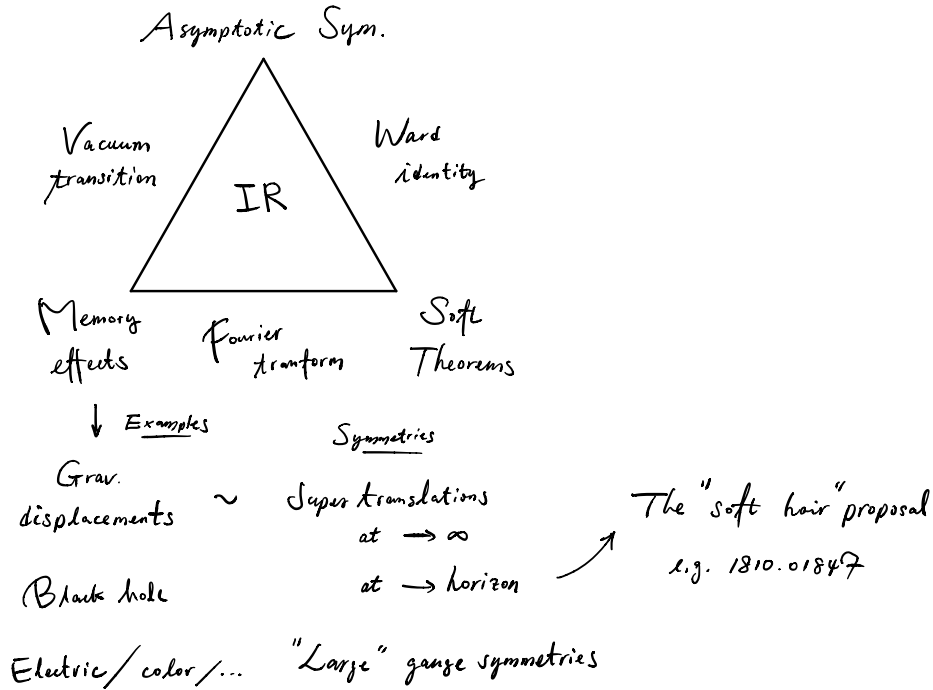 Asymptotic Sym.
Vacuum
transition
Ward
identity
IR
Memory
effects
Fourier
tranform
Soft
Theorems
↓ Examples
Symmetries
Grav.
displacements
~
Super translations
at → ∞
Black hole
at → horizon
The "soft hair" proposal
e.g. 1810.01847
Electric/color/...
"Large" gauge symmetries